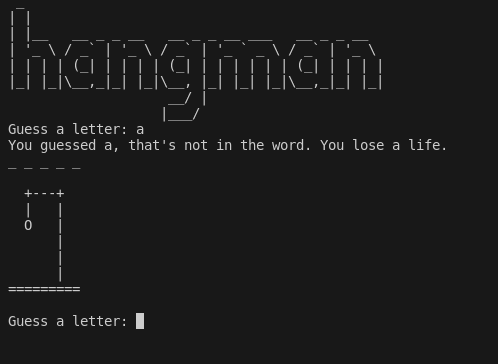 hangman
Guess a letter: a
You guessed a, that's not in the word. You lose a life.
_ _ _ _ _
+---+
|   |
O   |
    |
    |
    |
=========
Guess a letter: